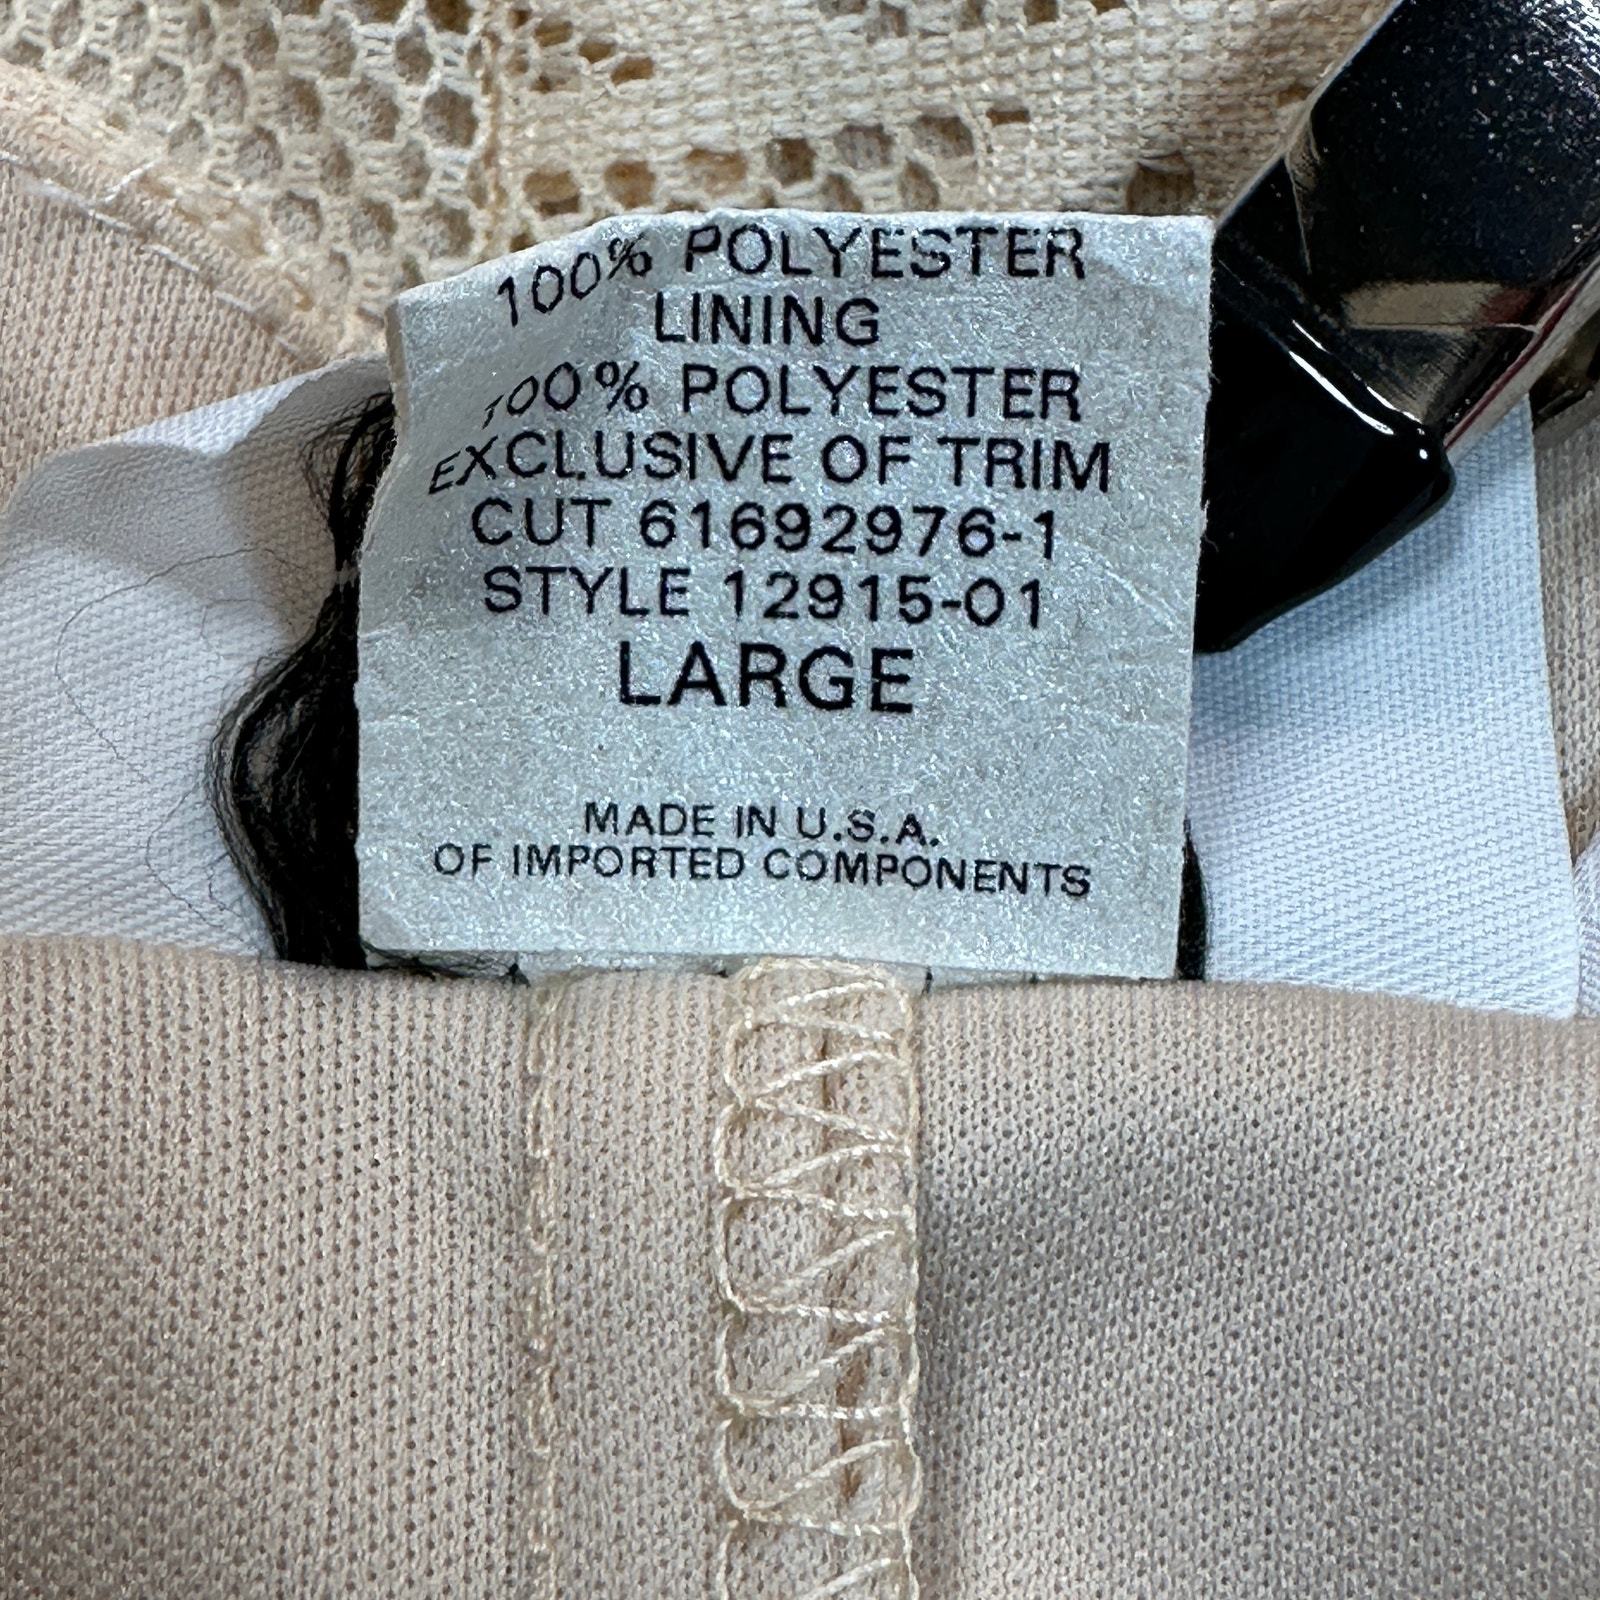 100% POLYESTER
LINING
100% POLYESTER
EXCLUSIVE OF TRIM
CUT 61692976-1
STYLE 12915-01
LARGE
MADE IN U.S.A.
OF IMPORTED COMPONENTS